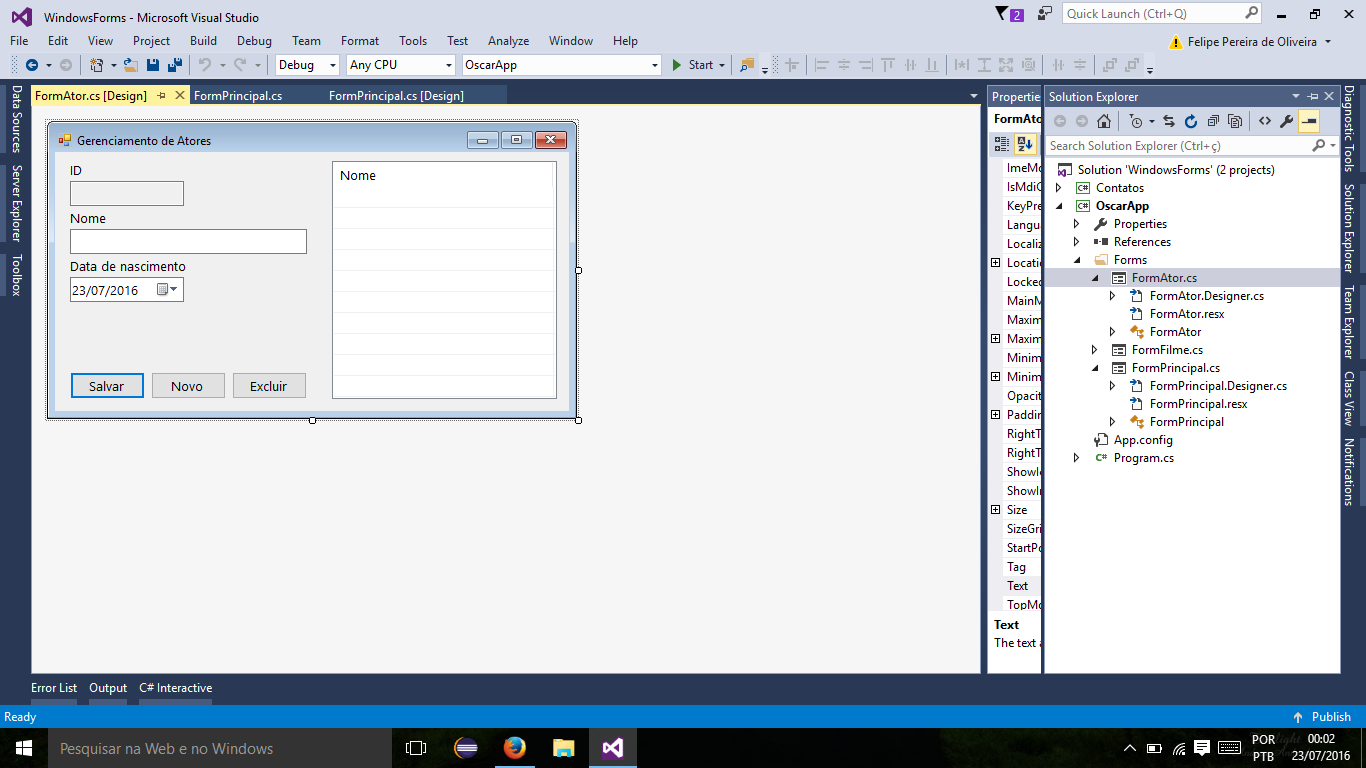 WindowsForms - Microsoft Visual Studio
2
Quick Launch (Ctrl+Q)
File Edit View Project Build Debug Team Format Tools Test Analyze Window Help
Felipe Pereira de Oliveira
Debug Any CPU OscarApp Start
FormAtor.cs [Design] FormPrincipal.cs FormPrincipal.cs [Design]
Data Sources
Server Explorer
Toolbox
Gerenciamento de Atores
ID
Nome
Data de nascimento
23/07/2016
Salvar Novo Excluir
Nome
Propertie
FormAto
ImeMo
IsMdiC
KeyPre
Langua
Localiz
Locatio
Locked
MainM
Maxim
Maxim
Minim
Minim
Opacit
Paddin
RightT
RightT
ShowIc
ShowIn
Size
SizeGri
StartPo
Tag
Text
TopMo
Text
The text a
Solution Explorer
Search Solution Explorer (Ctrl+ç)
Solution 'WindowsForms' (2 projects)
C# Contatos
C# OscarApp
Properties
References
Forms
FormAtor.cs
FormAtor.Designer.cs
FormAtor.resx
FormAtor
FormFilme.cs
FormPrincipal.cs
FormPrincipal.Designer.cs
FormPrincipal.resx
FormPrincipal
App.config
C# Program.cs
Diagnostic Tools
Solution Explorer
Team Explorer
Class View
Notifications
Error List Output C# Interactive
Ready
Publish
Pesquisar na Web e no Windows
POR
PTB
00:02
23/07/2016